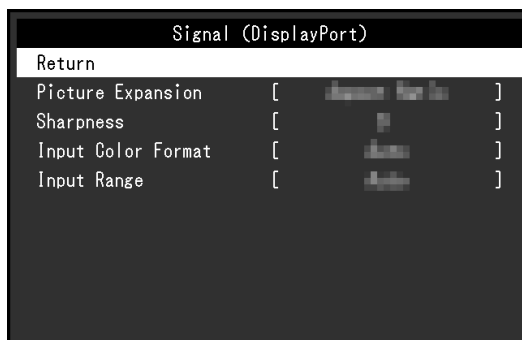 Signal (DisplayPort)
Return
Picture Expansion [ ]
Sharpness [ ]
Input Color Format [ ]
Input Range [ ]